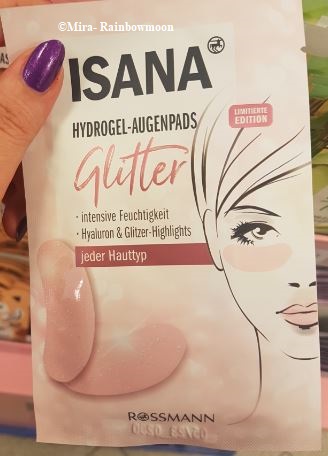 ©Mira- Rainbowmoon
ISANA
LIMITIERTE
EDITION
HYDROGEL-AUGENPADS
Glitter
· intensive Feuchtigkeit
· Hyaluron & Glitzer-Highlights
jeder Hauttyp
ROSSMANN